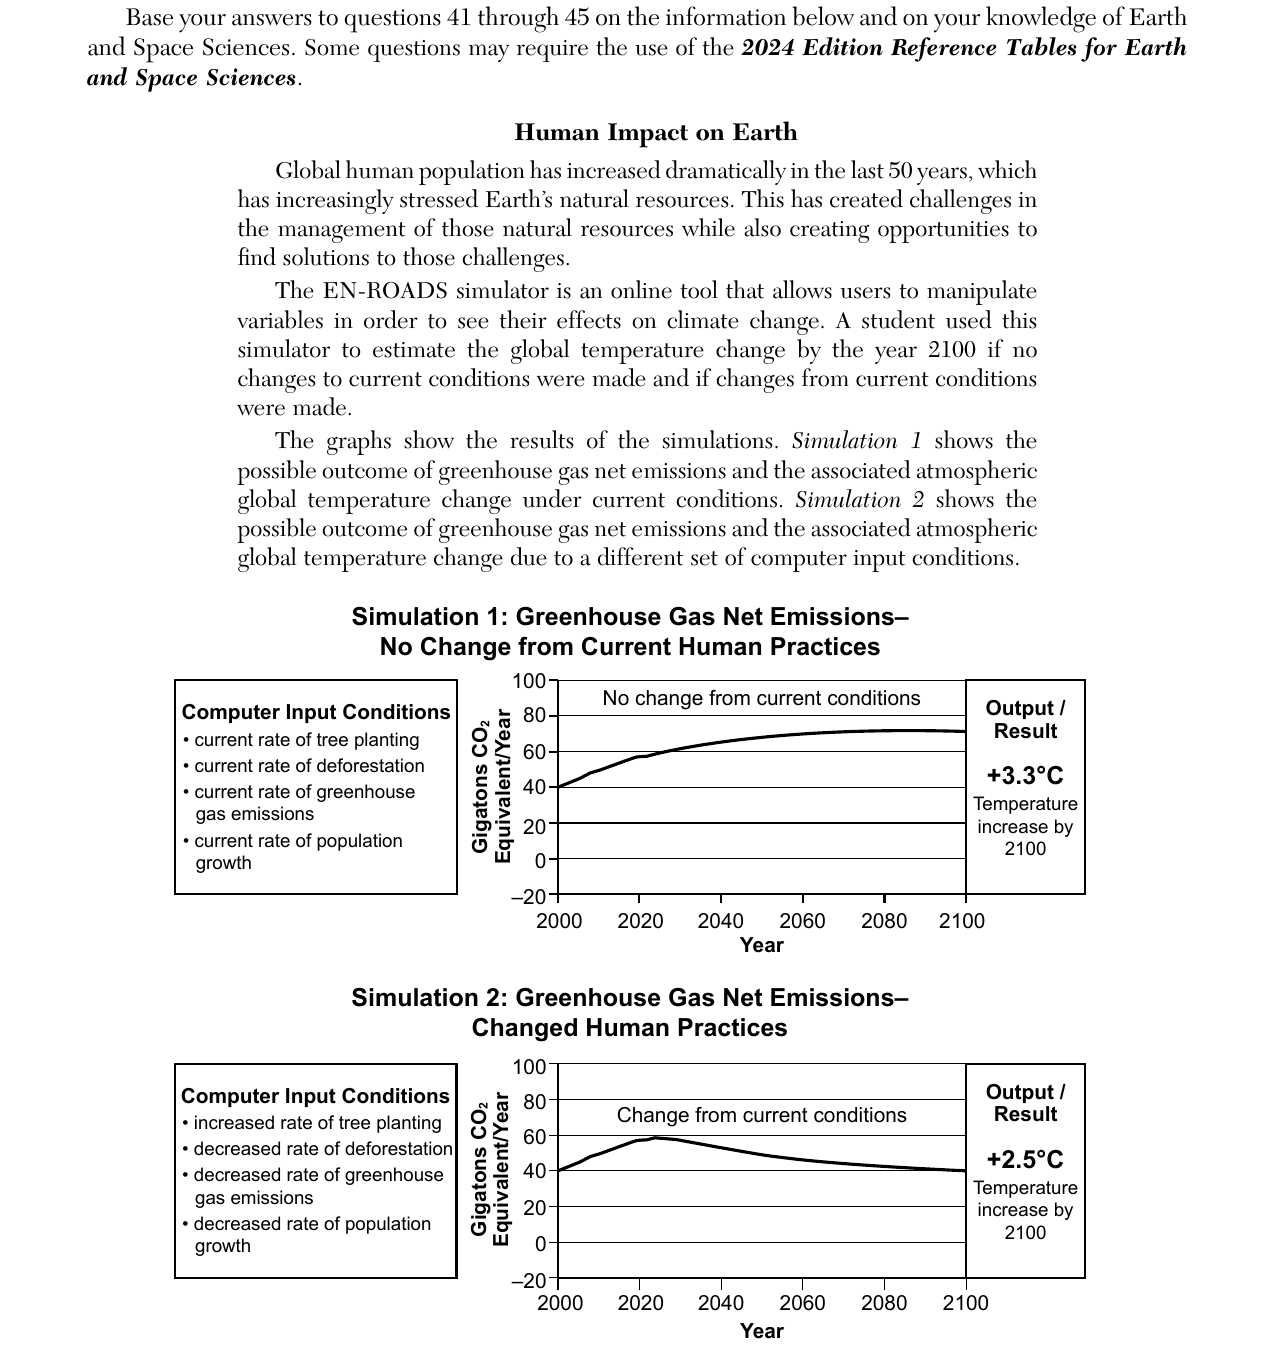 Base your answers to questions 41 through 45 on the information below and on your knowledge of Earth
and Space Sciences. Some questions may require the use of the 2024 Edition Reference Tables for Earth
and Space Sciences.
Human Impact on Earth
Global human population has increased dramatically in the last 50 years, which
has increasingly stressed Earth's natural resources. This has created challenges in
the management of those natural resources while also creating opportunities to
find solutions to those challenges.
The EN-ROADS simulator is an online tool that allows users to manipulate
variables in order to see their effects on climate change. A student used this
simulator to estimate the global temperature change by the year 2100 if no
changes to current conditions were made and if changes from current conditions
were made.
The graphs show the results of the simulations. Simulation 1 shows the
possible outcome of greenhouse gas net emissions and the associated atmospheric
global temperature change under current conditions. Simulation 2 shows the
possible outcome of greenhouse gas net emissions and the associated atmospheric
global temperature change due to a different set of computer input conditions.
Simulation 1: Greenhouse Gas Net Emissions–
No Change from Current Human Practices
Computer Input Conditions
• current rate of tree planting
• current rate of deforestation
• current rate of greenhouse
gas emissions
• current rate of population
growth
Gigatons CO₂
Equivalent/Year
100
80
60
40
20
0
–20
No change from current conditions
2000 2020 2040 2060 2080 2100
Year
Output /
Result
+3.3°C
Temperature
increase by
2100
Simulation 2: Greenhouse Gas Net Emissions–
Changed Human Practices
Computer Input Conditions
• increased rate of tree planting
• decreased rate of deforestation
• decreased rate of greenhouse
gas emissions
• decreased rate of population
growth
Gigatons CO₂
Equivalent/Year
100
80
60
40
20
0
–20
Change from current conditions
2000 2020 2040 2060 2080 2100
Year
Output /
Result
+2.5°C
Temperature
increase by
2100